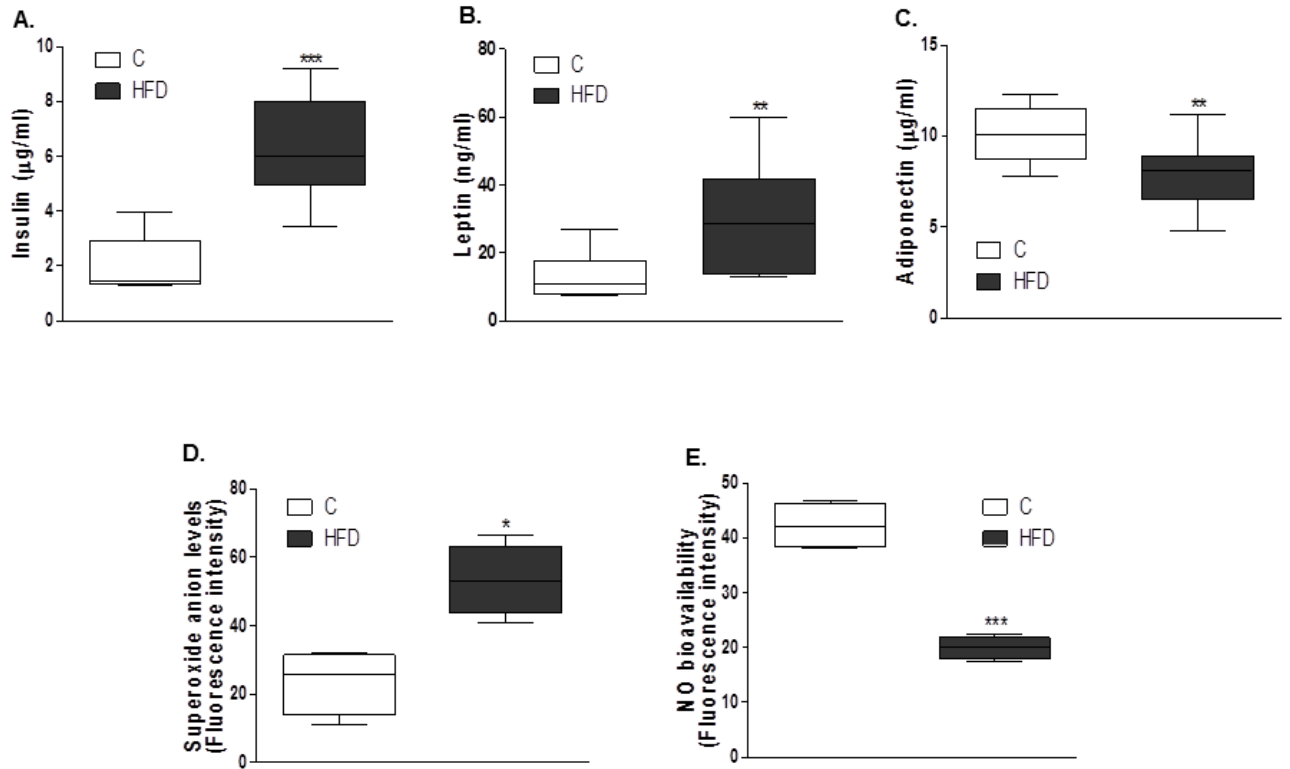 A.
Insulin (μg/ml)
10
8
6
4
2
0
C
HFD
***
B.
Leptin (ng/ml)
80
60
40
20
0
C
HFD
**
C.
Adiponectin (μg/ml)
15
10
5
0
**
C
HFD
D.
Superoxide anion levels
(Fluorescence intensity)
80
60
40
20
0
C
HFD
*
E.
NO bioavailability
(Fluorescence intensity)
50
40
30
20
10
0
C
HFD
***